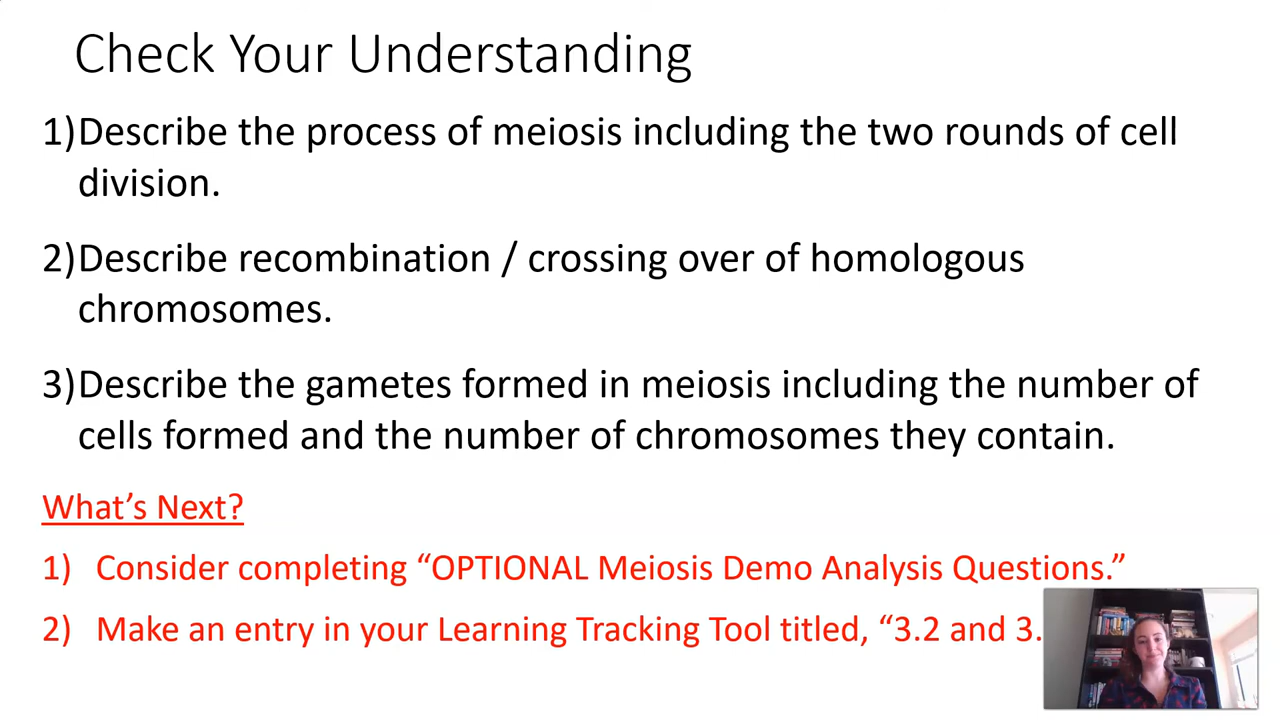 Check Your Understanding
1)Describe the process of meiosis including the two rounds of cell
division.
2)Describe recombination / crossing over of homologous
chromosomes.
3)Describe the gametes formed in meiosis including the number of
cells formed and the number of chromosomes they contain.
What’s Next?
1) Consider completing “OPTIONAL Meiosis Demo Analysis Questions.”
2) Make an entry in your Learning Tracking Tool titled, “3.2 and 3.